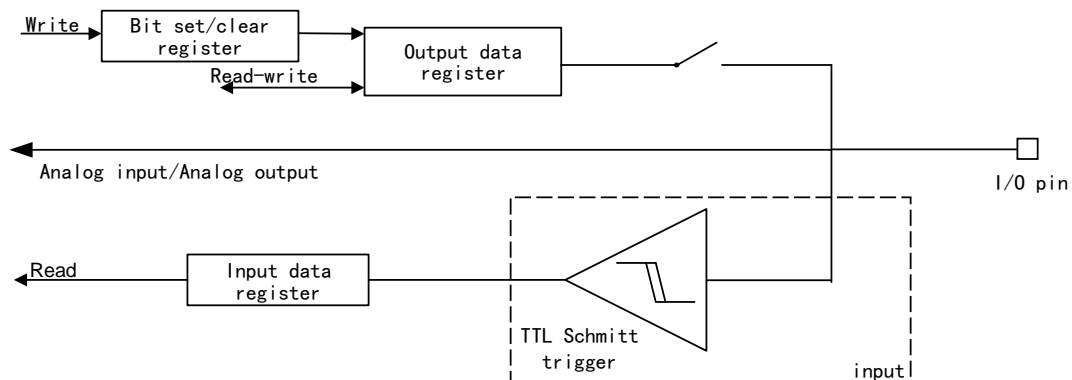 Write
Bit set/clear
register
Read-write
Output data
register
Analog input/Analog output
I/O pin
Read
Input data
register
TTL Schmitt
trigger
input